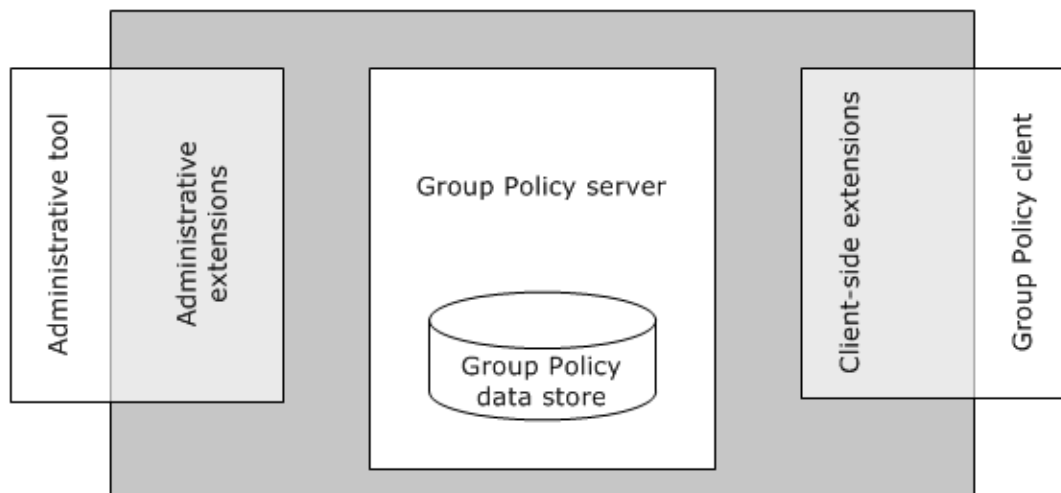 Administrative tool
Administrative
extensions
Group Policy server
Group Policy
data store
Client-side extensions
Group Policy client